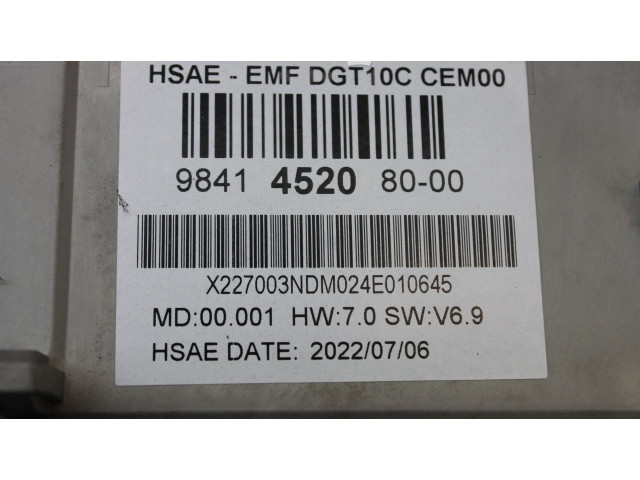 HSAE - EMF DGT10C CEM00
9841 4520 80-00
X227003NDM024E010645
MD:00.001 HW:7.0 SW:V6.9
HSAE DATE: 2022/07/06